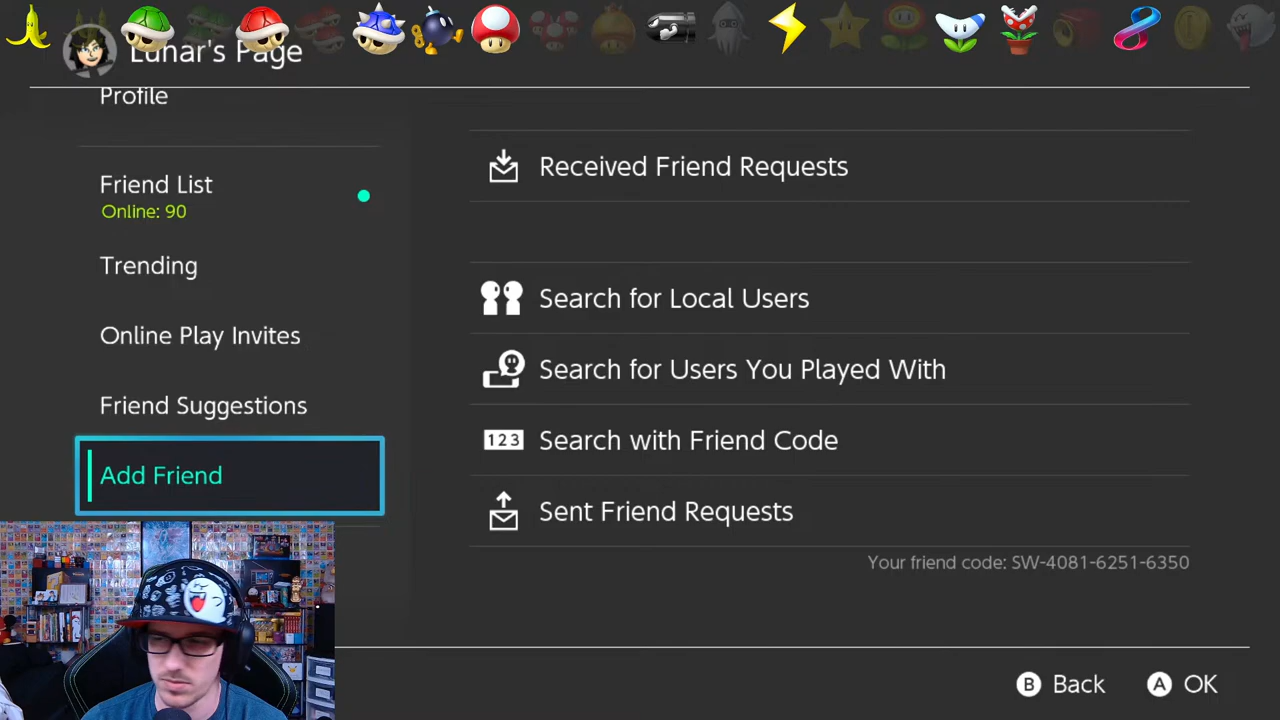 Lunar's Page
Profile
Friend List
Online: 90
Trending
Online Play Invites
Friend Suggestions
Add Friend
Received Friend Requests
Search for Local Users
Search for Users You Played With
123 Search with Friend Code
Sent Friend Requests
Your friend code: SW-4081-6251-6350
B Back
A OK